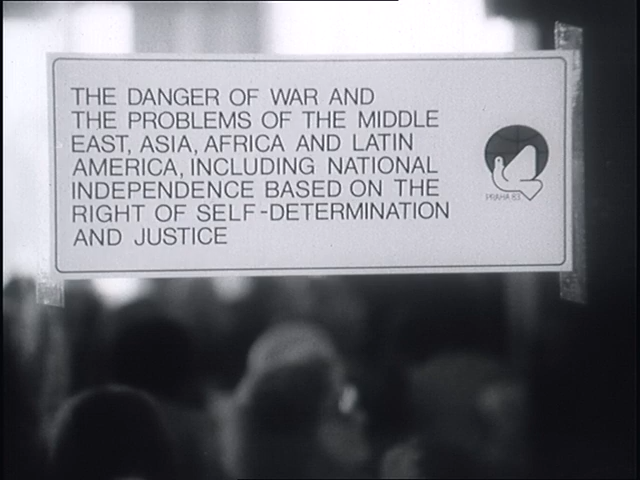 THE DANGER OF WAR AND
THE PROBLEMS OF THE MIDDLE
EAST, ASIA, AFRICA AND LATIN
AMERICA, INCLUDING NATIONAL
INDEPENDENCE BASED ON THE
RIGHT OF SELF-DETERMINATION
AND JUSTICE
PRAHA 83